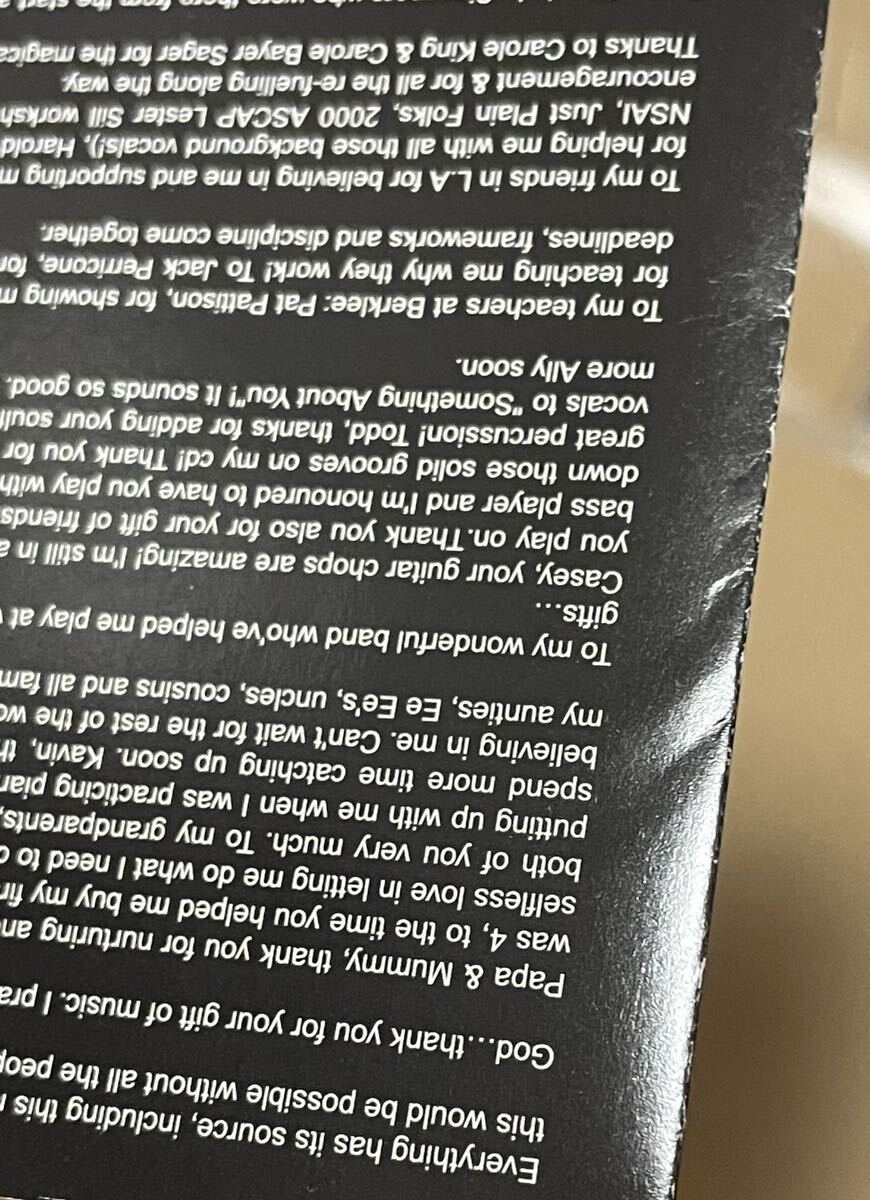 Everything has its source, including this
this would be possible without all the
God...thank you for your gift of music. I
Papa & Mummy, thank you for nurturing
was 4, to the time you helped me buy my
selfless love in letting me do what I need to
both of you very much. To my grandparents,
putting up with me when I was practicing
spend more time catching up soon. Kavin,
believing in me. Can't wait for the rest of the
my aunties, Ee Ee's, uncles, cousins and all
To my wonderful band who've helped me play at
gifts...
Casey, your guitar chops are amazing! I'm still in
you play on.Thank you also for your gift of friends
bass player and I'm honoured to have you play with
down those solid grooves on my cd! Thank you for
great percussion! Todd, thanks for adding your soul
vocals to "Something About You"! It sounds so good.
more Ally soon.
To my teachers at Berklee: Pat Pattison, for showing
for teaching me why they work! To Jack Perricone, for
deadlines, frameworks and discipline come together.
To my friends in L.A for believing in me and supporting
for helping me with all those background vocals!), Harold
NSAI, Just Plain Folks, 2000 ASCAP Lester Sill
encouragement & for all the re-fuelling along the way.
Thanks to Carole King & Carole Bayer Sager for the
who were there from the start